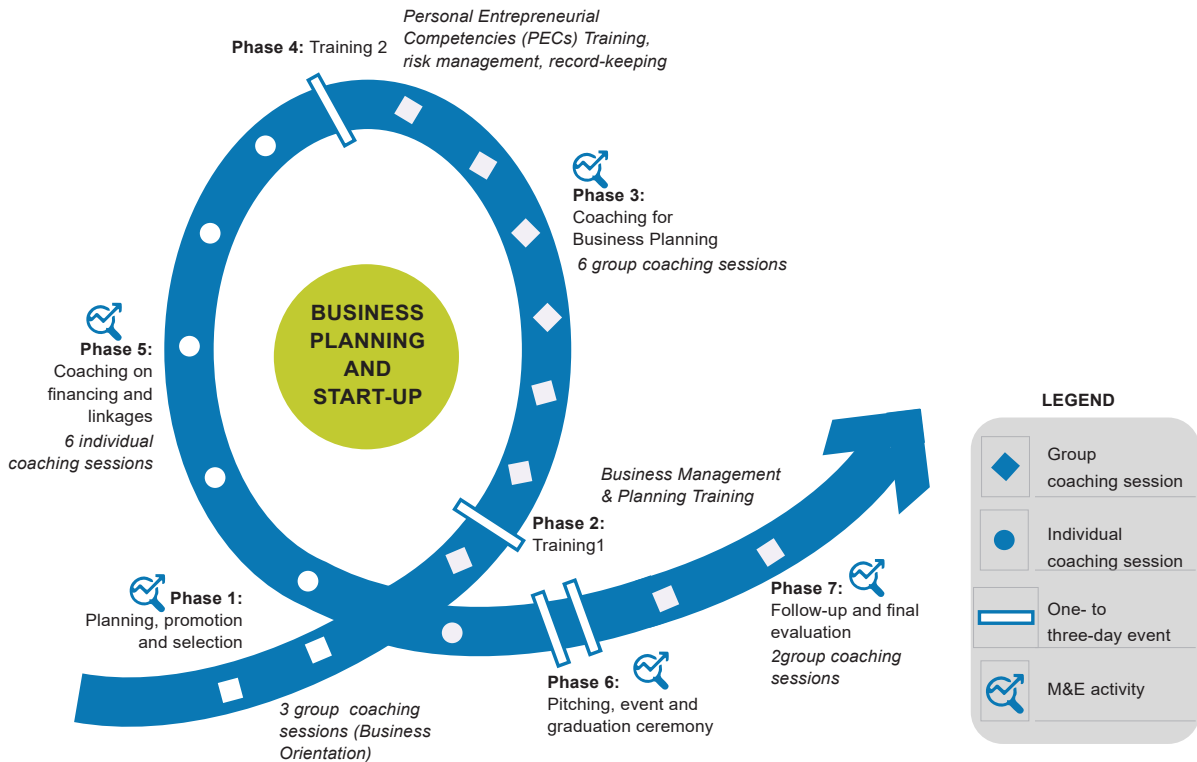 Personal Entrepreneurial
Competencies (PECs) Training,
risk management, record-keeping
Phase 4: Training 2
Phase 3:
Coaching for
Business Planning
6 group coaching sessions
BUSINESS
PLANNING
AND
START-UP
Phase 5:
Coaching on
financing and
linkages
6 individual
coaching sessions
Business Management
& Planning Training
Phase 2:
Training1
Phase 1:
Planning, promotion
and selection
3 group coaching
sessions (Business
Orientation)
Phase 6:
Pitching, event and
graduation ceremony
Phase 7:
Follow-up and final
evaluation
2group coaching
sessions
LEGEND
Group
coaching session
Individual
coaching session
One- to
three-day event
M&E activity